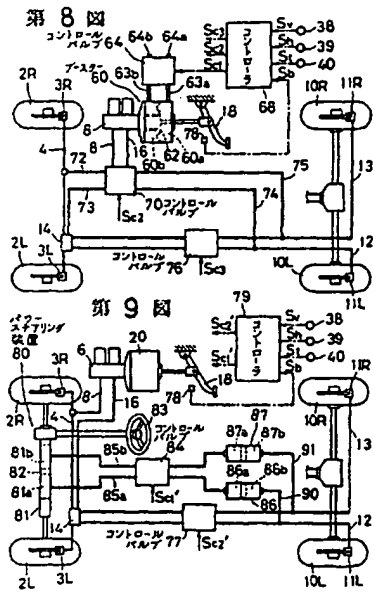 第8図
コントロールバルブ
64b 64a
64
ブースター
60 63b 63a
コントローラ
Sv 38
Sh 39
Si 40
Sb
68
2R 3R
10R 11R
18
78
8
6
16
62
60b 60a
4
72
73
70 コントロールバルブ
Sc2
75
74
13
14
コントロールバルブ
76
Sc3
12
2L 3L
10L 11L
第9図
パワーステアリング装置
80
3R
2R
6
20
8
16
4
79
コントローラ
Sc2'
Sc1'
Sv 38
Sh 39
Si 40
Sb
18
78
10R
11R
83
コントロールバルブ
84
85b
85a
Sc1'
87
87a 87b
86a 86b
86
91
90
13
81b
82
81a
81
14
コントロールバルブ
77
Sc2'
12
2L 3L
10L 11L